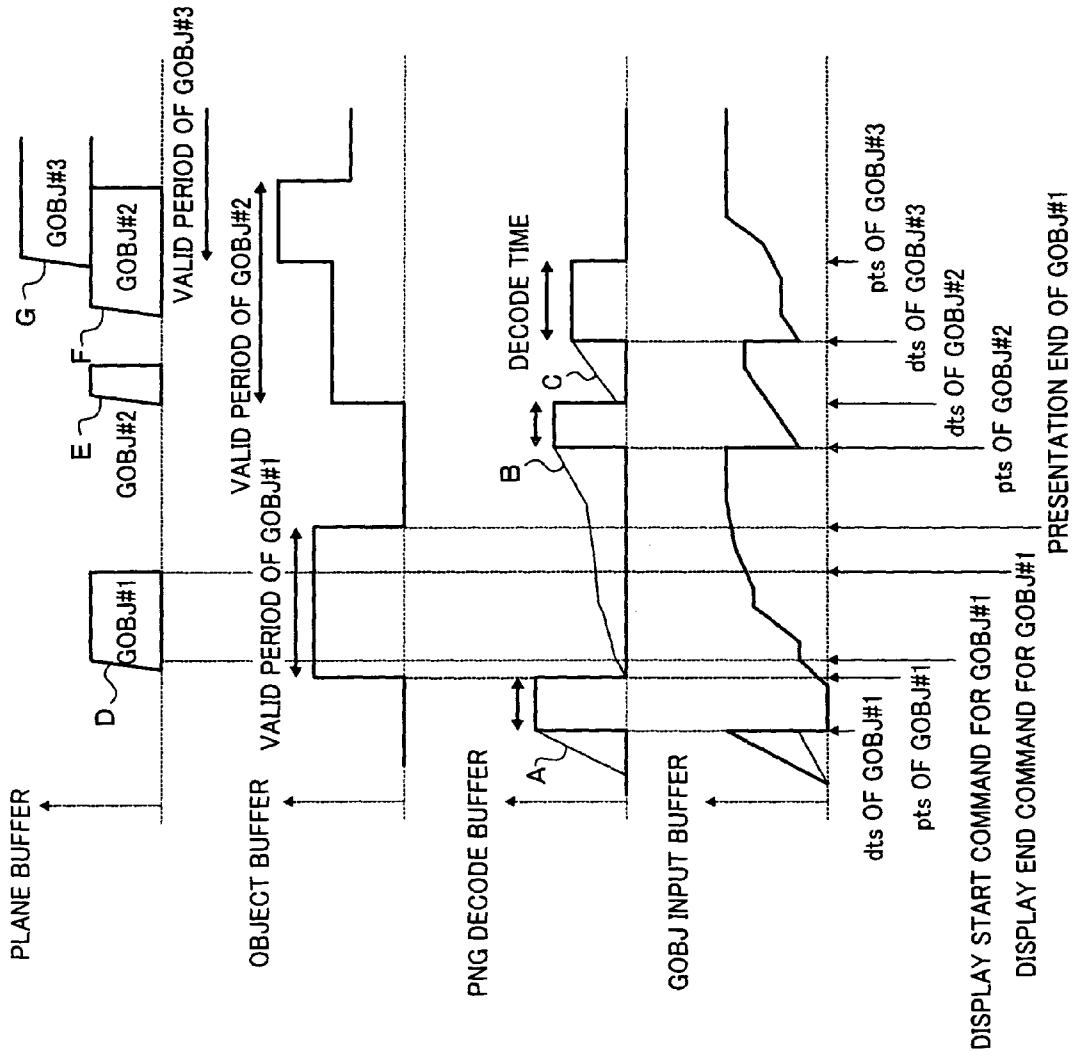 PLANE BUFFER
D
GOBJ#1
E
GOBJ#2
F
GOBJ#2
G
GOBJ#3
VALID PERIOD OF GOBJ#3
OBJECT BUFFER
VALID PERIOD OF GOBJ#1
VALID PERIOD OF GOBJ#2
PNG DECODE BUFFER
A
B
C
DECODE TIME
GOBJ INPUT BUFFER
dts OF GOBJ#1
pts OF GOBJ#1
DISPLAY START COMMAND FOR GOBJ#1
DISPLAY END COMMAND FOR GOBJ#1
PRESENTATION END OF GOBJ#1
pts OF GOBJ#2
dts OF GOBJ#2
dts OF GOBJ#3
pts OF GOBJ#3